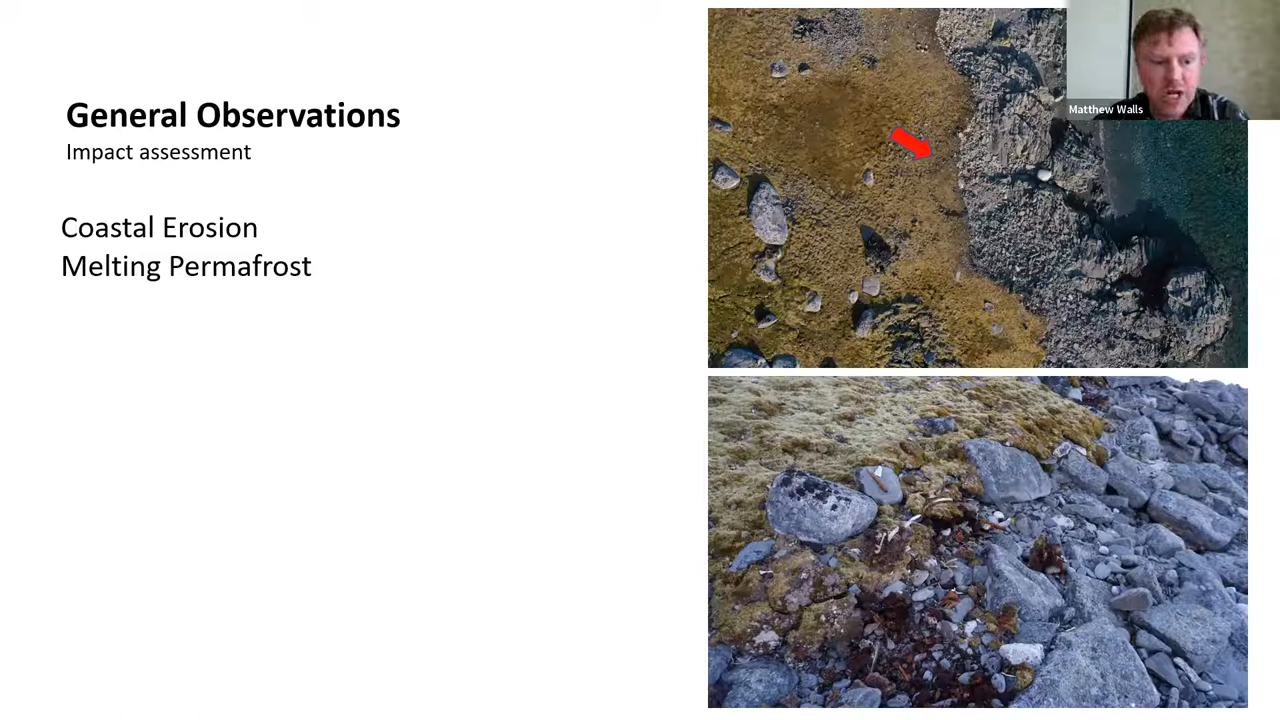 General Observations
Impact assessment
Coastal Erosion
Melting Permafrost
Matthew Walls